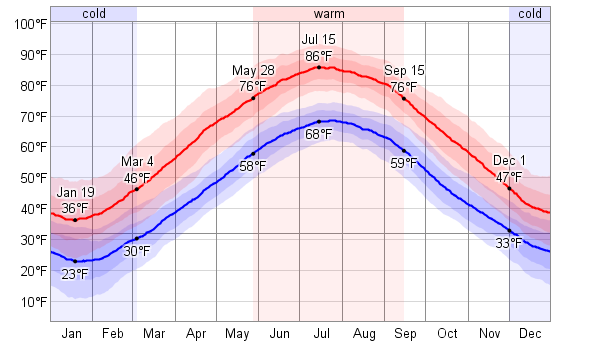 cold warm cold
100°F
90°F
80°F
70°F
60°F
50°F
40°F
30°F
20°F
10°F
Jan 19
36°F
23°F
Mar 4
46°F
30°F
May 28
76°F
58°F
Jul 15
86°F
68°F
Sep 15
76°F
59°F
Dec 1
47°F
33°F
Jan Feb Mar Apr May Jun Jul Aug Sep Oct Nov Dec